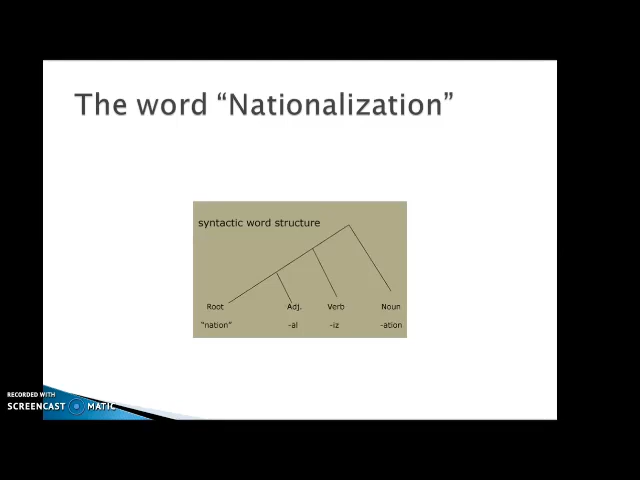 The word “Nationalization”
syntactic word structure
Root Adj. Verb Noun
“nation” -al -iz -ation
RECORDED WITH
SCREENCAST MATIC